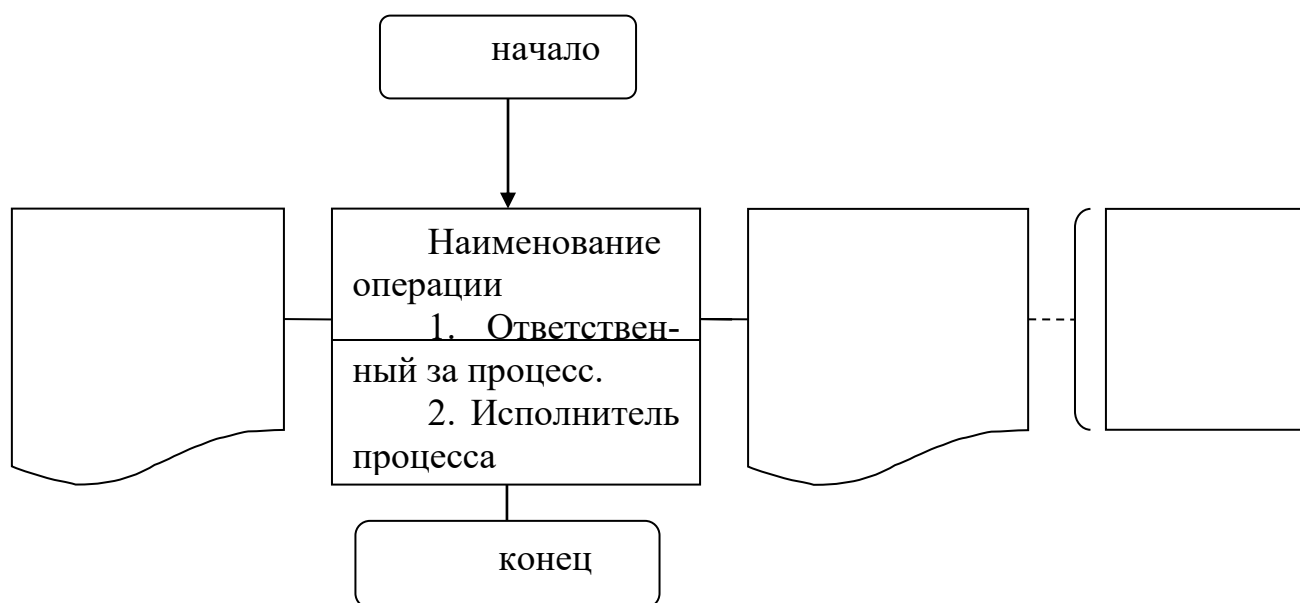 начало
Наименование
операции
1. Ответствен-
ный за процесс.
2. Исполнитель
процесса
конец